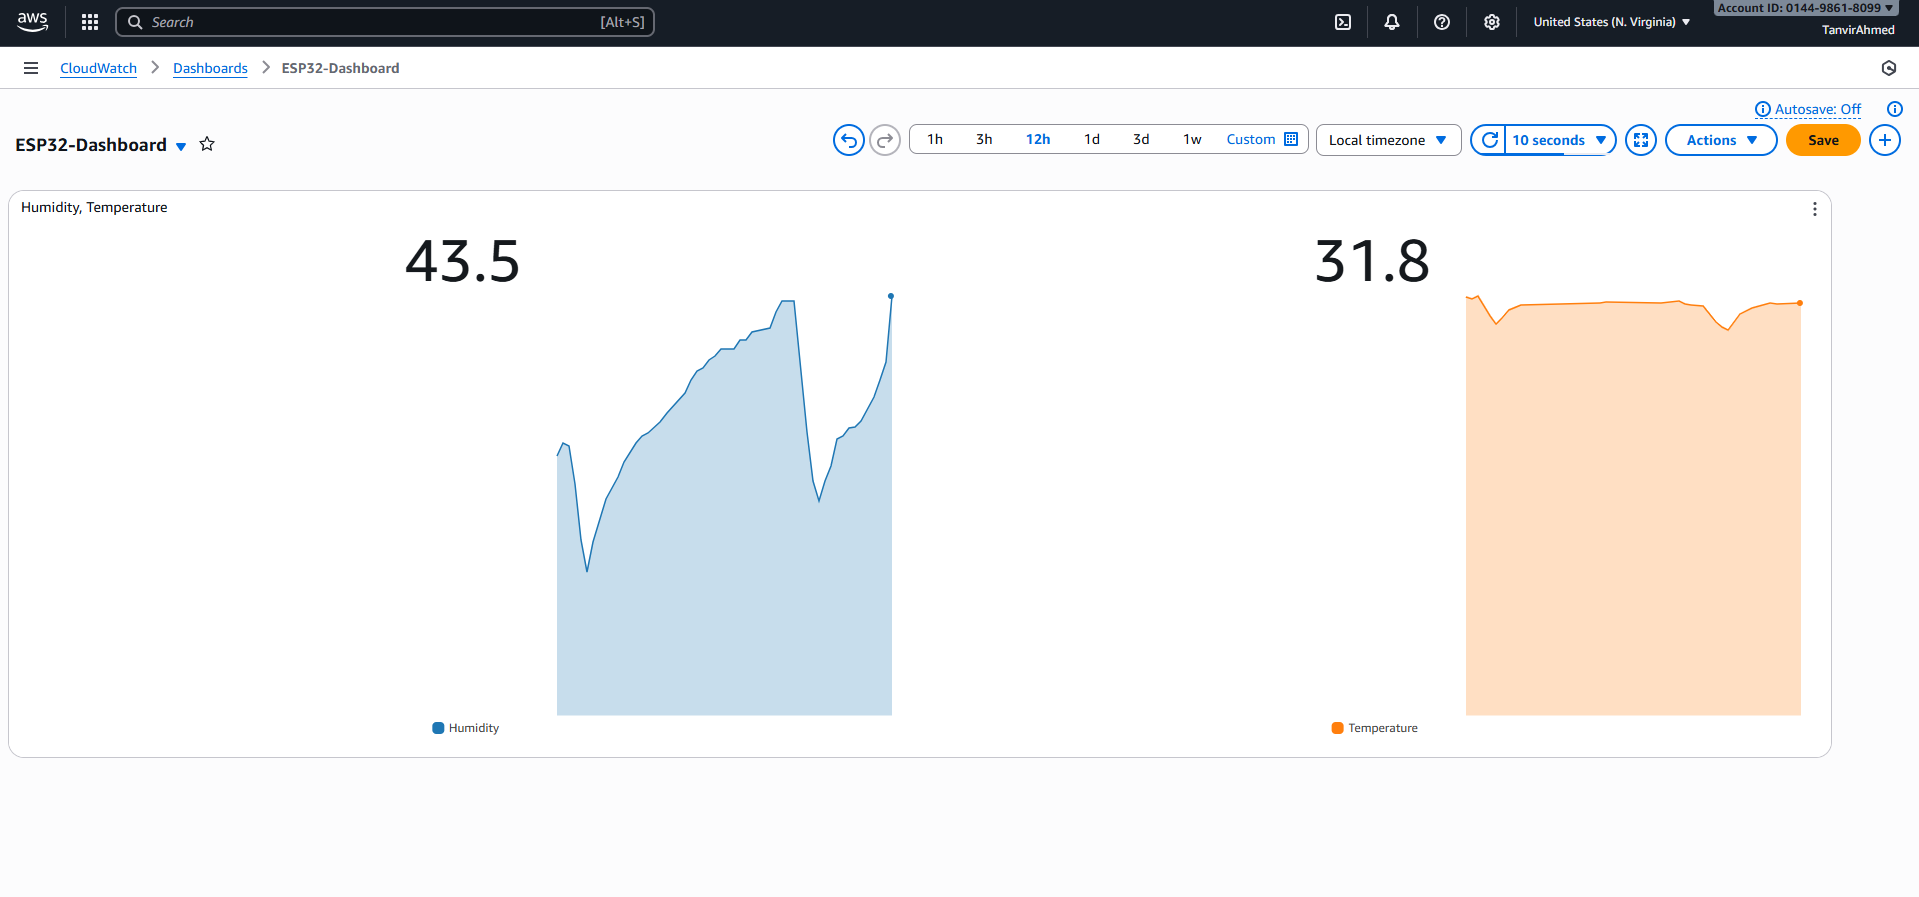 aws Search [Alt+S] United States (N. Virginia) Account ID: 0144-9861-8099
TanvirAhmed
CloudWatch Dashboards ESP32-Dashboard
Autosave: Off
ESP32-Dashboard 1h 3h 12h 1d 3d 1w Custom Local timezone 10 seconds Actions Save
Humidity, Temperature
43.5 31.8
Humidity Temperature